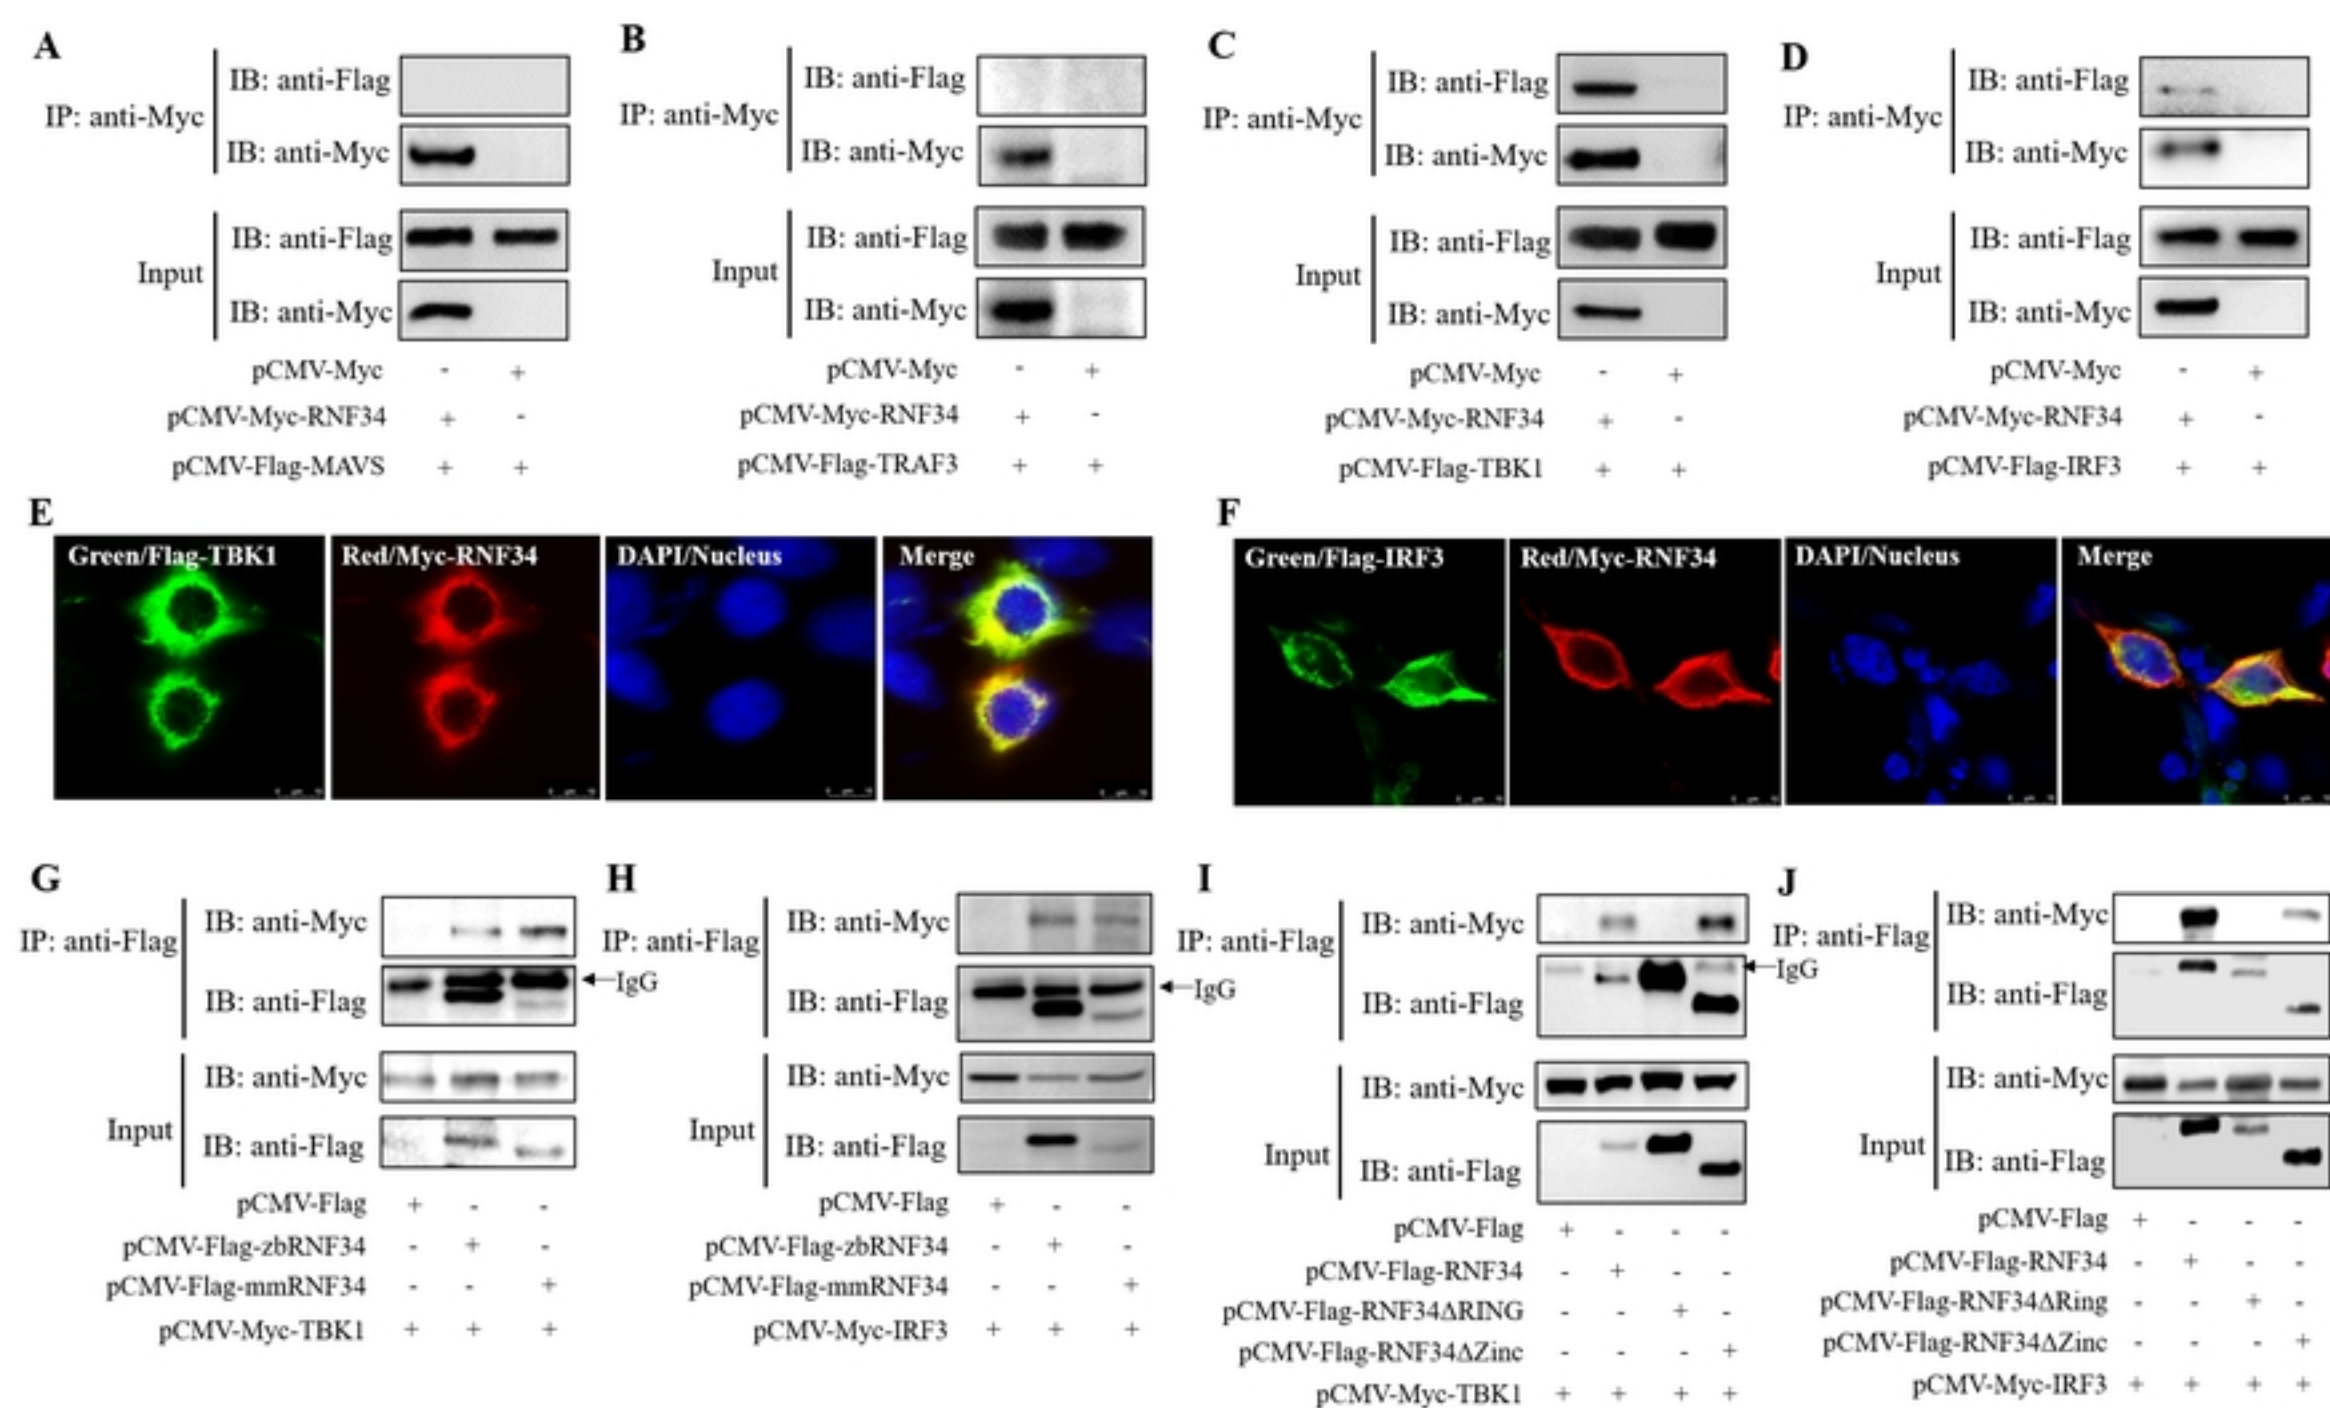 A
IP: anti-Myc
IB: anti-Flag
IB: anti-Myc
Input
IB: anti-Flag
IB: anti-Myc
pCMV-Myc - +
pCMV-Myc-RNF34 + -
pCMV-Flag-MAVS + +
B
IP: anti-Myc
IB: anti-Flag
IB: anti-Myc
Input
IB: anti-Flag
IB: anti-Myc
pCMV-Myc - +
pCMV-Myc-RNF34 + -
pCMV-Flag-TRAF3 + +
C
IP: anti-Myc
IB: anti-Flag
IB: anti-Myc
Input
IB: anti-Flag
IB: anti-Myc
pCMV-Myc - +
pCMV-Myc-RNF34 + -
pCMV-Flag-TBK1 + +
D
IP: anti-Myc
IB: anti-Flag
IB: anti-Myc
Input
IB: anti-Flag
IB: anti-Myc
pCMV-Myc - +
pCMV-Myc-RNF34 + -
pCMV-Flag-IRF3 + +
E
Green/Flag-TBK1
Red/Myc-RNF34
DAPI/Nucleus
Merge
F
Green/Flag-IRF3
Red/Myc-RNF34
DAPI/Nucleus
Merge
G
IP: anti-Flag
IB: anti-Myc
IB: anti-Flag
IgG
Input
IB: anti-Myc
IB: anti-Flag
pCMV-Flag + - -
pCMV-Flag-zbRNF34 - + -
pCMV-Flag-mmRNF34 - - +
pCMV-Myc-TBK1 + + +
H
IP: anti-Flag
IB: anti-Myc
IB: anti-Flag
IgG
Input
IB: anti-Myc
IB: anti-Flag
pCMV-Flag + - -
pCMV-Flag-zbRNF34 - + -
pCMV-Flag-mmRNF34 - - +
pCMV-Myc-IRF3 + + +
I
IP: anti-Flag
IB: anti-Myc
IB: anti-Flag
IgG
Input
IB: anti-Myc
IB: anti-Flag
pCMV-Flag + - - -
pCMV-Flag-RNF34 - + - -
pCMV-Flag-RNF34ΔRING - - + -
pCMV-Flag-RNF34ΔZinc - - - +
pCMV-Myc-TBK1 + + + +
J
IP: anti-Flag
IB: anti-Myc
IB: anti-Flag
Input
IB: anti-Myc
IB: anti-Flag
pCMV-Flag + - - -
pCMV-Flag-RNF34 - + - -
pCMV-Flag-RNF34ΔRing - - + -
pCMV-Flag-RNF34ΔZinc - - - +
pCMV-Myc-IRF3 + + + +